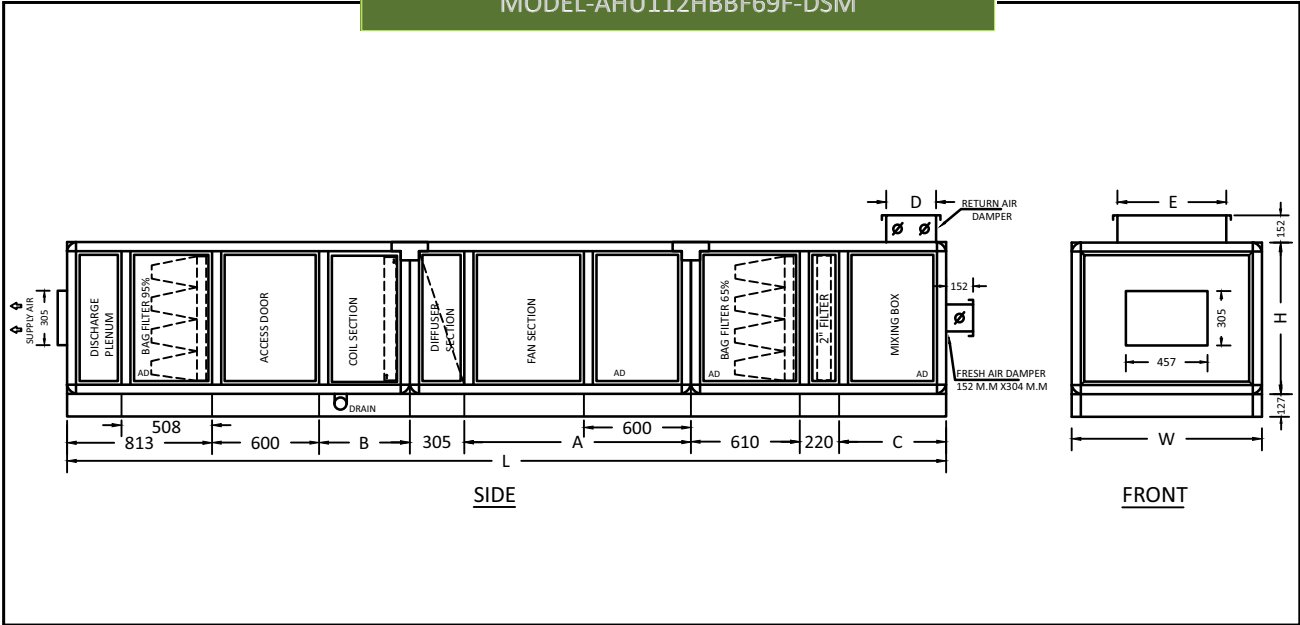 MODEL-AHU112HBBF69F-DSM
D
RETURN AIR
DAMPER
E
152
SUPPLY AIR
305
DISCHARGE
PLENUM
BAG FILTER 95%
AD
ACCESS DOOR
COIL SECTION
DIFFUSER
SECTION
FAN SECTION
AD
BAG FILTER 65%
AD
2" FILTER
MIXING BOX
AD
152
FRESH AIR DAMPER
152 M.M X304 M.M
305
457
H
127
DRAIN
508
600
813
600
B
305
A
610
220
C
W
L
SIDE
FRONT